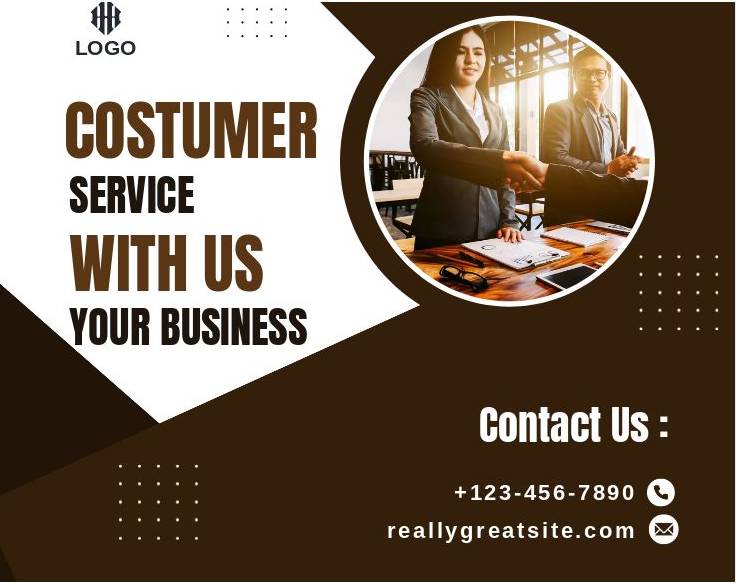 LOGO
COSTUMER
SERVICE
WITH US
YOUR BUSINESS
Contact Us :
+123-456-7890
reallygreatsite.com